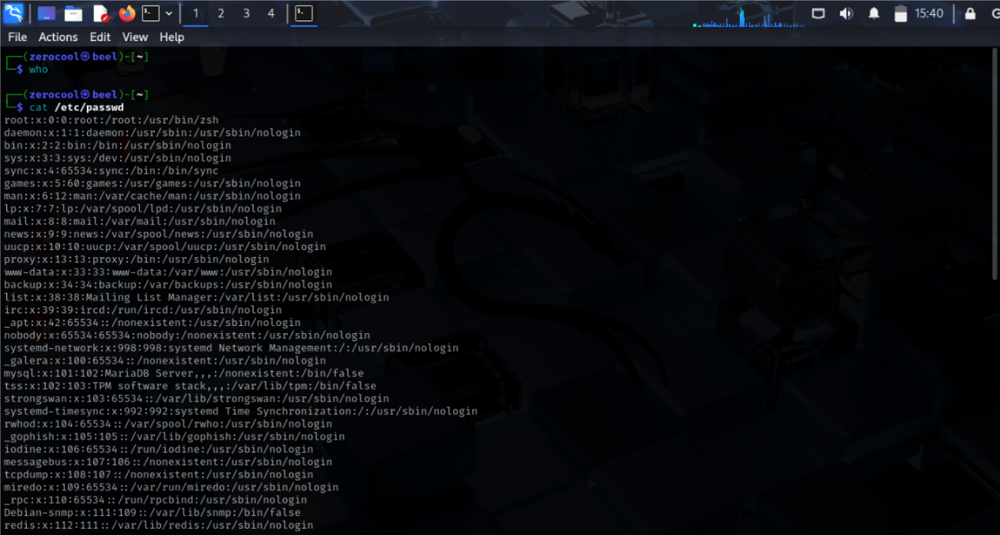 1 2 3 4 15:40
File Actions Edit View Help
┌──(zerocool㉿beel)-[~]
└─$ who
┌──(zerocool㉿beel)-[~]
└─$ cat /etc/passwd
root:x:0:0:root:/root:/usr/bin/zsh
daemon:x:1:1:daemon:/usr/sbin:/usr/sbin/nologin
bin:x:2:2:bin:/bin:/usr/sbin/nologin
sys:x:3:3:sys:/dev:/usr/sbin/nologin
sync:x:4:65534:sync:/bin:/bin/sync
games:x:5:60:games:/usr/games:/usr/sbin/nologin
man:x:6:12:man:/var/cache/man:/usr/sbin/nologin
lp:x:7:7:lp:/var/spool/lpd:/usr/sbin/nologin
mail:x:8:8:mail:/var/mail:/usr/sbin/nologin
news:x:9:9:news:/var/spool/news:/usr/sbin/nologin
uucp:x:10:10:uucp:/var/spool/uucp:/usr/sbin/nologin
proxy:x:13:13:proxy:/bin:/usr/sbin/nologin
www-data:x:33:33:www-data:/var/www:/usr/sbin/nologin
backup:x:34:34:backup:/var/backups:/usr/sbin/nologin
list:x:38:38:Mailing List Manager:/var/list:/usr/sbin/nologin
irc:x:39:39:ircd:/run/ircd:/usr/sbin/nologin
_apt:x:42:65534::/nonexistent:/usr/sbin/nologin
nobody:x:65534:65534:nobody:/nonexistent:/usr/sbin/nologin
systemd-network:x:998:998:systemd Network Management:/:/usr/sbin/nologin
_galera:x:100:65534::/nonexistent:/usr/sbin/nologin
mysql:x:101:102:MariaDB Server,,,:/nonexistent:/bin/false
tss:x:102:103:TPM software stack,,,:/var/lib/tpm:/bin/false
strongswan:x:103:65534::/var/lib/strongswan:/usr/sbin/nologin
systemd-timesync:x:992:992:systemd Time Synchronization:/:/usr/sbin/nologin
rwhod:x:104:65534::/var/spool/rwho:/usr/sbin/nologin
_gophish:x:105:105::/var/lib/gophish:/usr/sbin/nologin
iodine:x:106:65534::/run/iodine:/usr/sbin/nologin
messagebus:x:107:106::/nonexistent:/usr/sbin/nologin
tcpdump:x:108:107::/nonexistent:/usr/sbin/nologin
miredo:x:109:65534::/var/run/miredo:/usr/sbin/nologin
_rpc:x:110:65534::/run/rpcbind:/usr/sbin/nologin
Debian-snmp:x:111:109::/var/lib/snmp:/bin/false
redis:x:112:111::/var/lib/redis:/usr/sbin/nologin